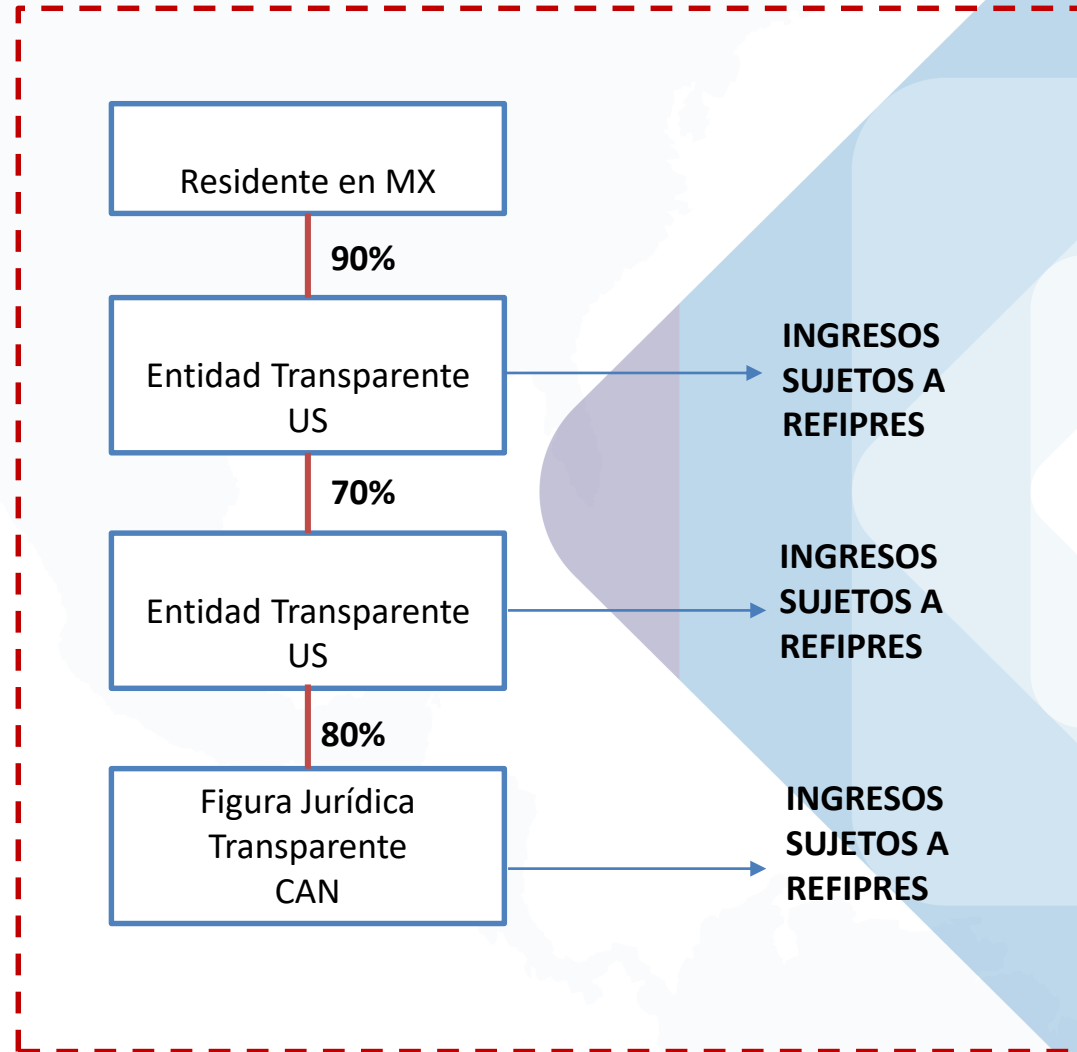 Residente en MX
90%
Entidad Transparente
US
INGRESOS
SUJETOS A
REFIPRES
70%
Entidad Transparente
US
INGRESOS
SUJETOS A
REFIPRES
80%
Figura Jurídica
Transparente
CAN
INGRESOS
SUJETOS A
REFIPRES